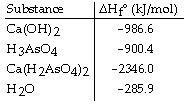 Substance ΔHf° (kJ/mol)
Ca(OH)2 −986.6
H3AsO4 −900.4
Ca(H2AsO4)2 −2346.0
H2O −285.9